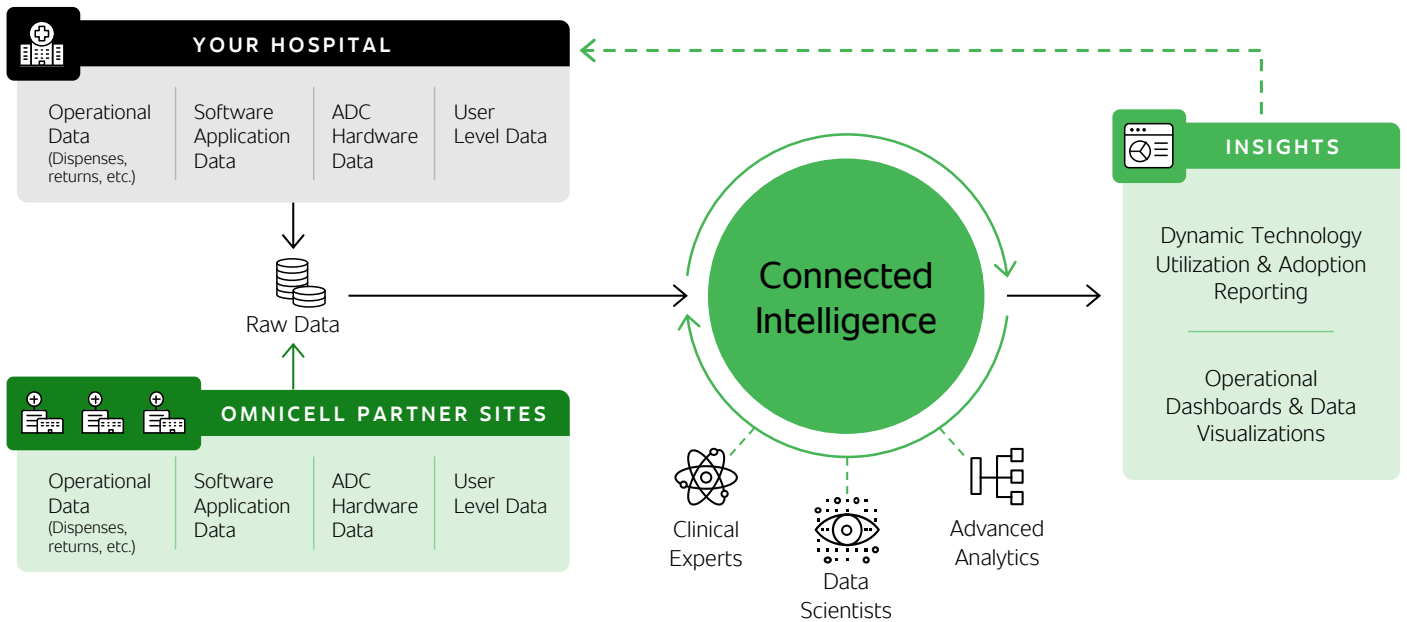 YOUR HOSPITAL
Operational
Data
(Dispenses,
returns, etc.)
Software
Application
Data
ADC
Hardware
Data
User
Level Data
Raw Data
OMNICELL PARTNER SITES
Operational
Data
(Dispenses,
returns, etc.)
Software
Application
Data
ADC
Hardware
Data
User
Level Data
Connected
Intelligence
Clinical
Experts
Data
Scientists
Advanced
Analytics
INSIGHTS
Dynamic Technology
Utilization & Adoption
Reporting
Operational
Dashboards & Data
Visualizations